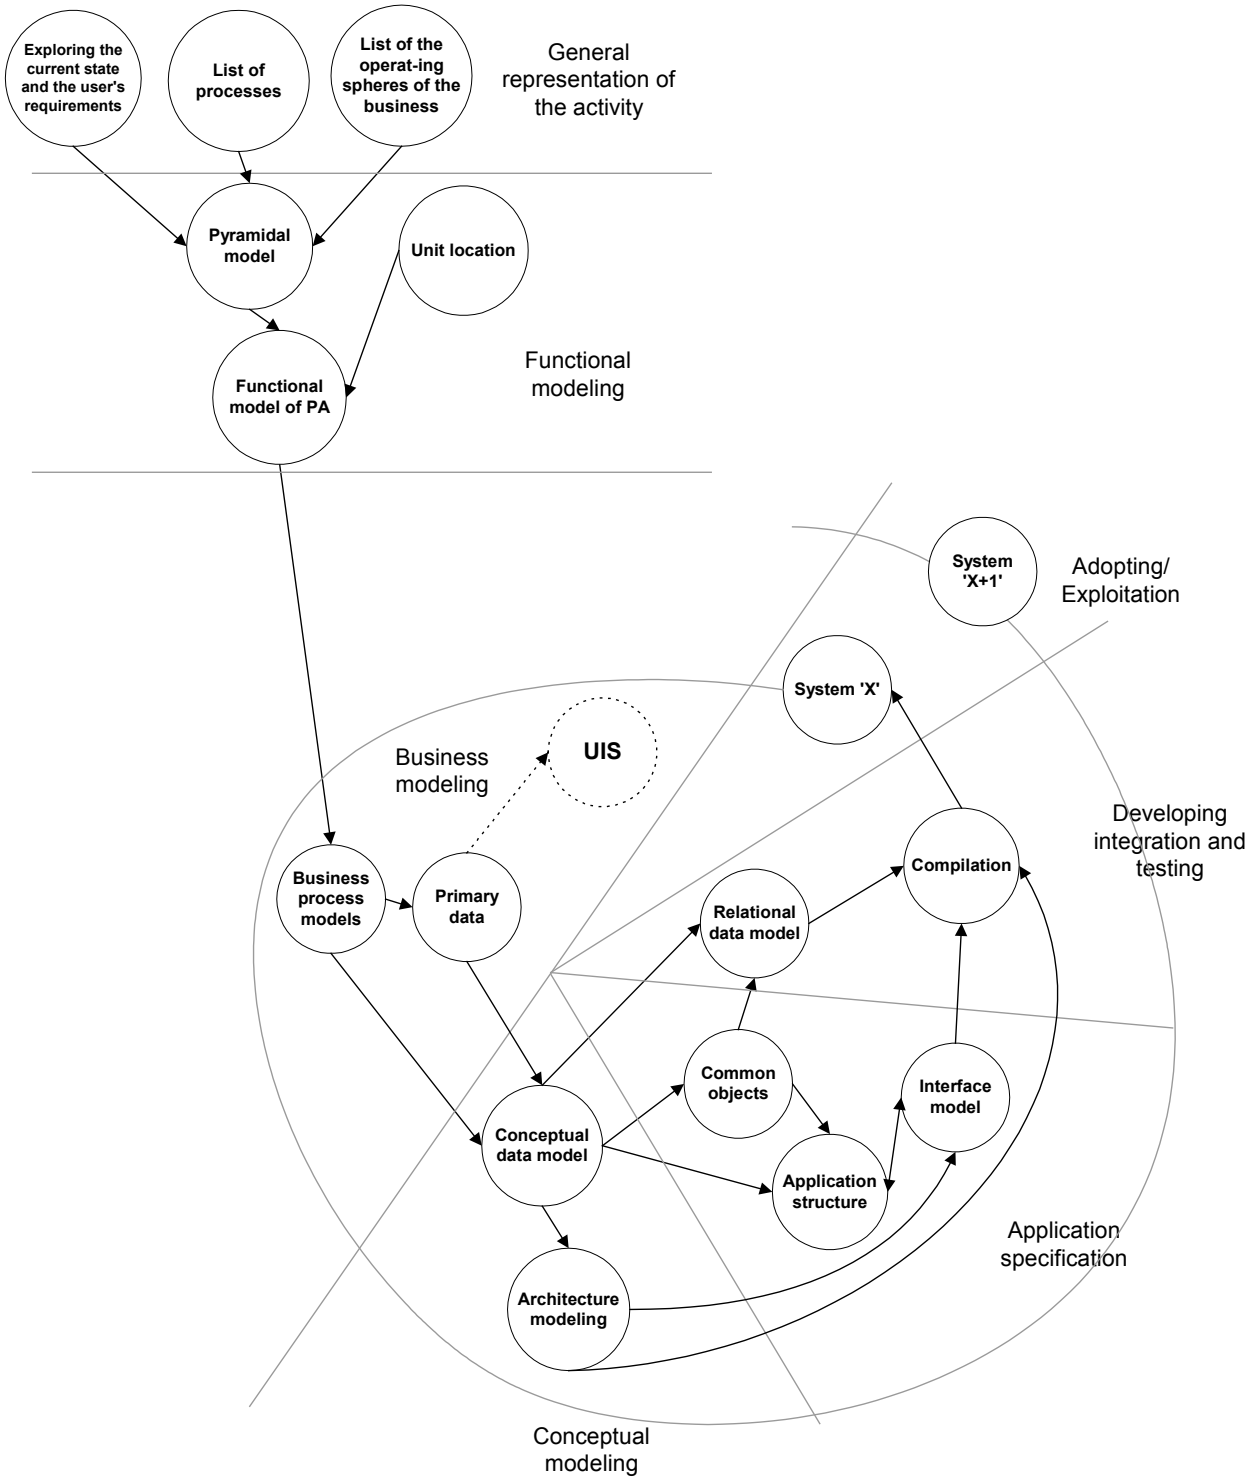 Exploring the
current state
and the user's
requirements
List of
processes
List of the
operat-ing
spheres of the
business
General
representation of
the activity
Pyramidal
model
Unit location
Functional
modeling
Functional
model of PA
System
'X+1'
Adopting/
Exploitation
System 'X'
Business
modeling
UIS
Developing
integration and
testing
Compilation
Business
process
models
Primary
data
Relational
data model
Common
objects
Interface
model
Conceptual
data model
Application
structure
Application
specification
Architecture
modeling
Conceptual
modeling